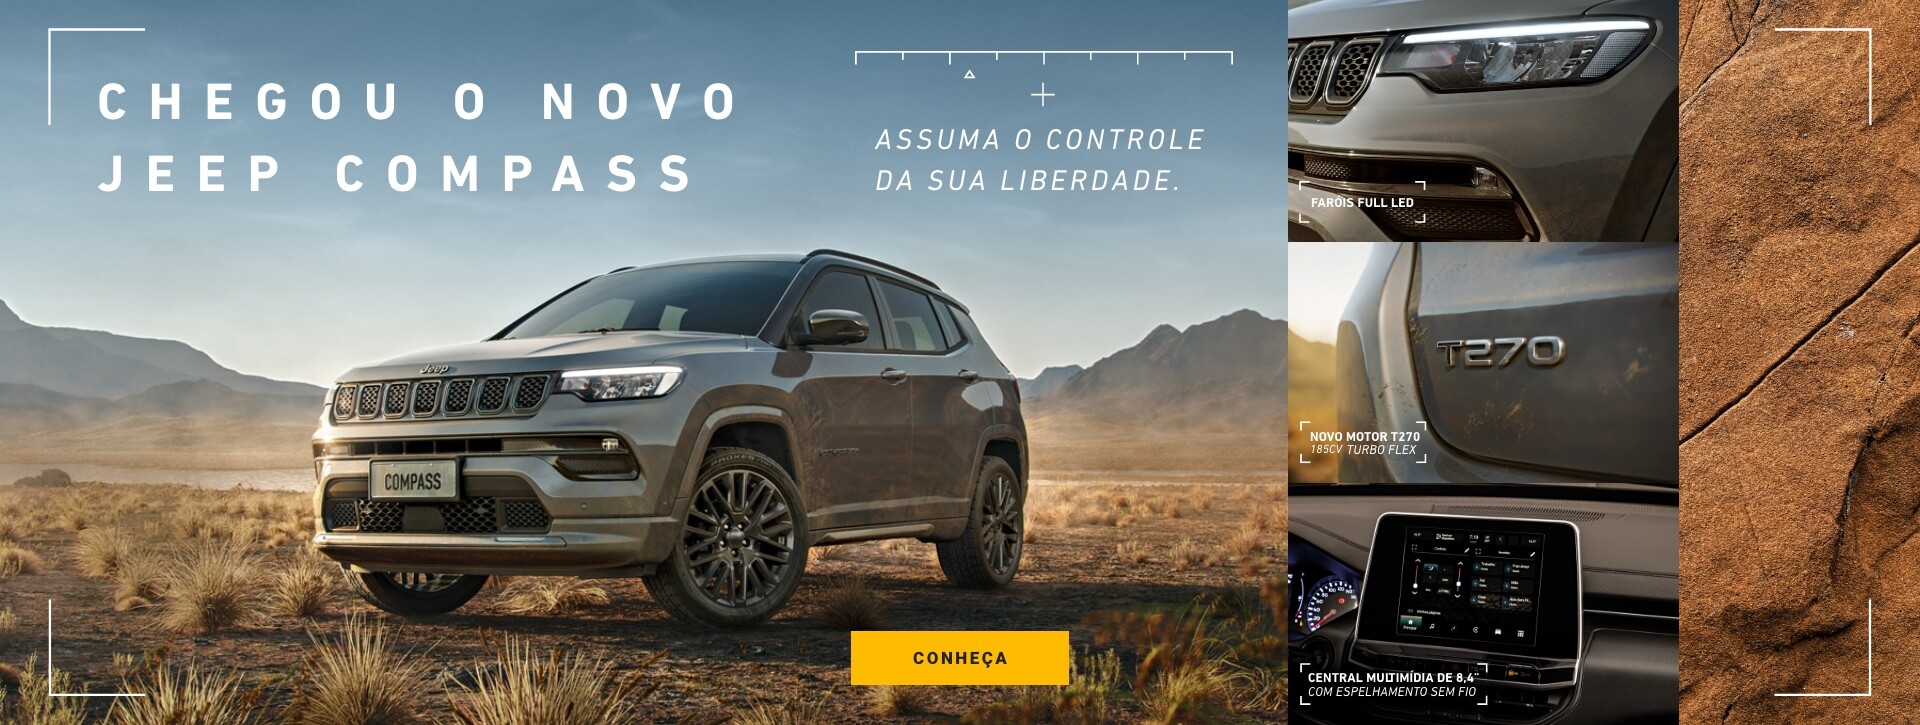 CHEGOU O NOVO
JEEP COMPASS
ASSUMA O CONTROLE
DA SUA LIBERDADE.
Jeep
COMPASS
CONHEÇA
FARÓIS FULL LED
T270
NOVO MOTOR T270
185CV TURBO FLEX
CENTRAL MULTIMÍDIA DE 8,4"
COM ESPELHAMENTO SEM FIO